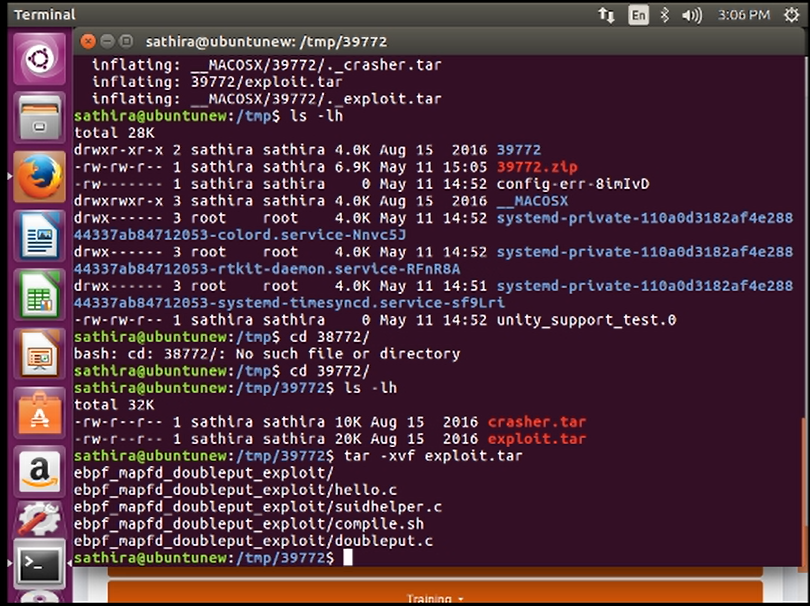 Terminal
En
3:06 PM
sathira@ubuntunew: /tmp/39772
inflating: __MACOSX/39772/._crasher.tar
inflating: 39772/exploit.tar
inflating: __MACOSX/39772/._exploit.tar
sathira@ubuntunew:/tmp$ ls -lh
total 28K
drwxr-xr-x 2 sathira sathira 4.0K Aug 15  2016 39772
-rw-rw-r-- 1 sathira sathira 6.9K May 11 15:05 39772.zip
-rw------- 1 sathira sathira    0 May 11 14:52 config-err-8imIvD
drwxrwxr-x 3 sathira sathira 4.0K Aug 15  2016 __MACOSX
drwx------ 3 root    root    4.0K May 11 14:52 systemd-private-110a0d3182af4e288
44337ab84712053-colord.service-Nnvc5J
drwx------ 3 root    root    4.0K May 11 14:52 systemd-private-110a0d3182af4e288
44337ab84712053-rtkit-daemon.service-RFnR8A
drwx------ 3 root    root    4.0K May 11 14:51 systemd-private-110a0d3182af4e288
44337ab84712053-systemd-timesyncd.service-sf9Lri
-rw-rw-r-- 1 sathira sathira    0 May 11 14:52 unity_support_test.0
sathira@ubuntunew:/tmp$ cd 38772/
bash: cd: 38772/: No such file or directory
sathira@ubuntunew:/tmp$ cd 39772/
sathira@ubuntunew:/tmp/39772$ ls -lh
total 32K
-rw-r--r-- 1 sathira sathira 10K Aug 15  2016 crasher.tar
-rw-r--r-- 1 sathira sathira 20K Aug 15  2016 exploit.tar
sathira@ubuntunew:/tmp/39772$ tar -xvf exploit.tar
ebpf_mapfd_doubleput_exploit/
ebpf_mapfd_doubleput_exploit/hello.c
ebpf_mapfd_doubleput_exploit/suidhelper.c
ebpf_mapfd_doubleput_exploit/compile.sh
ebpf_mapfd_doubleput_exploit/doubleput.c
sathira@ubuntunew:/tmp/39772$
Training